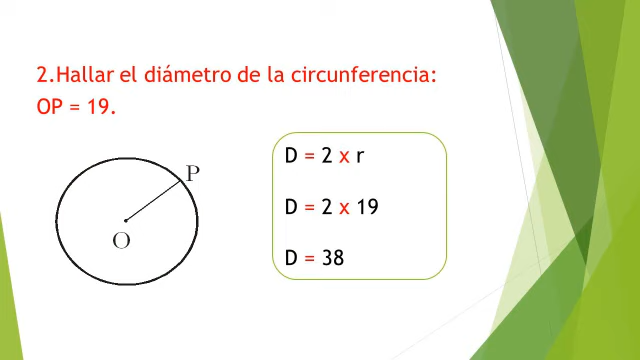 2.Hallar el diámetro de la circunferencia:
OP = 19.
P
O
D = 2 x r
D = 2 x 19
D = 38